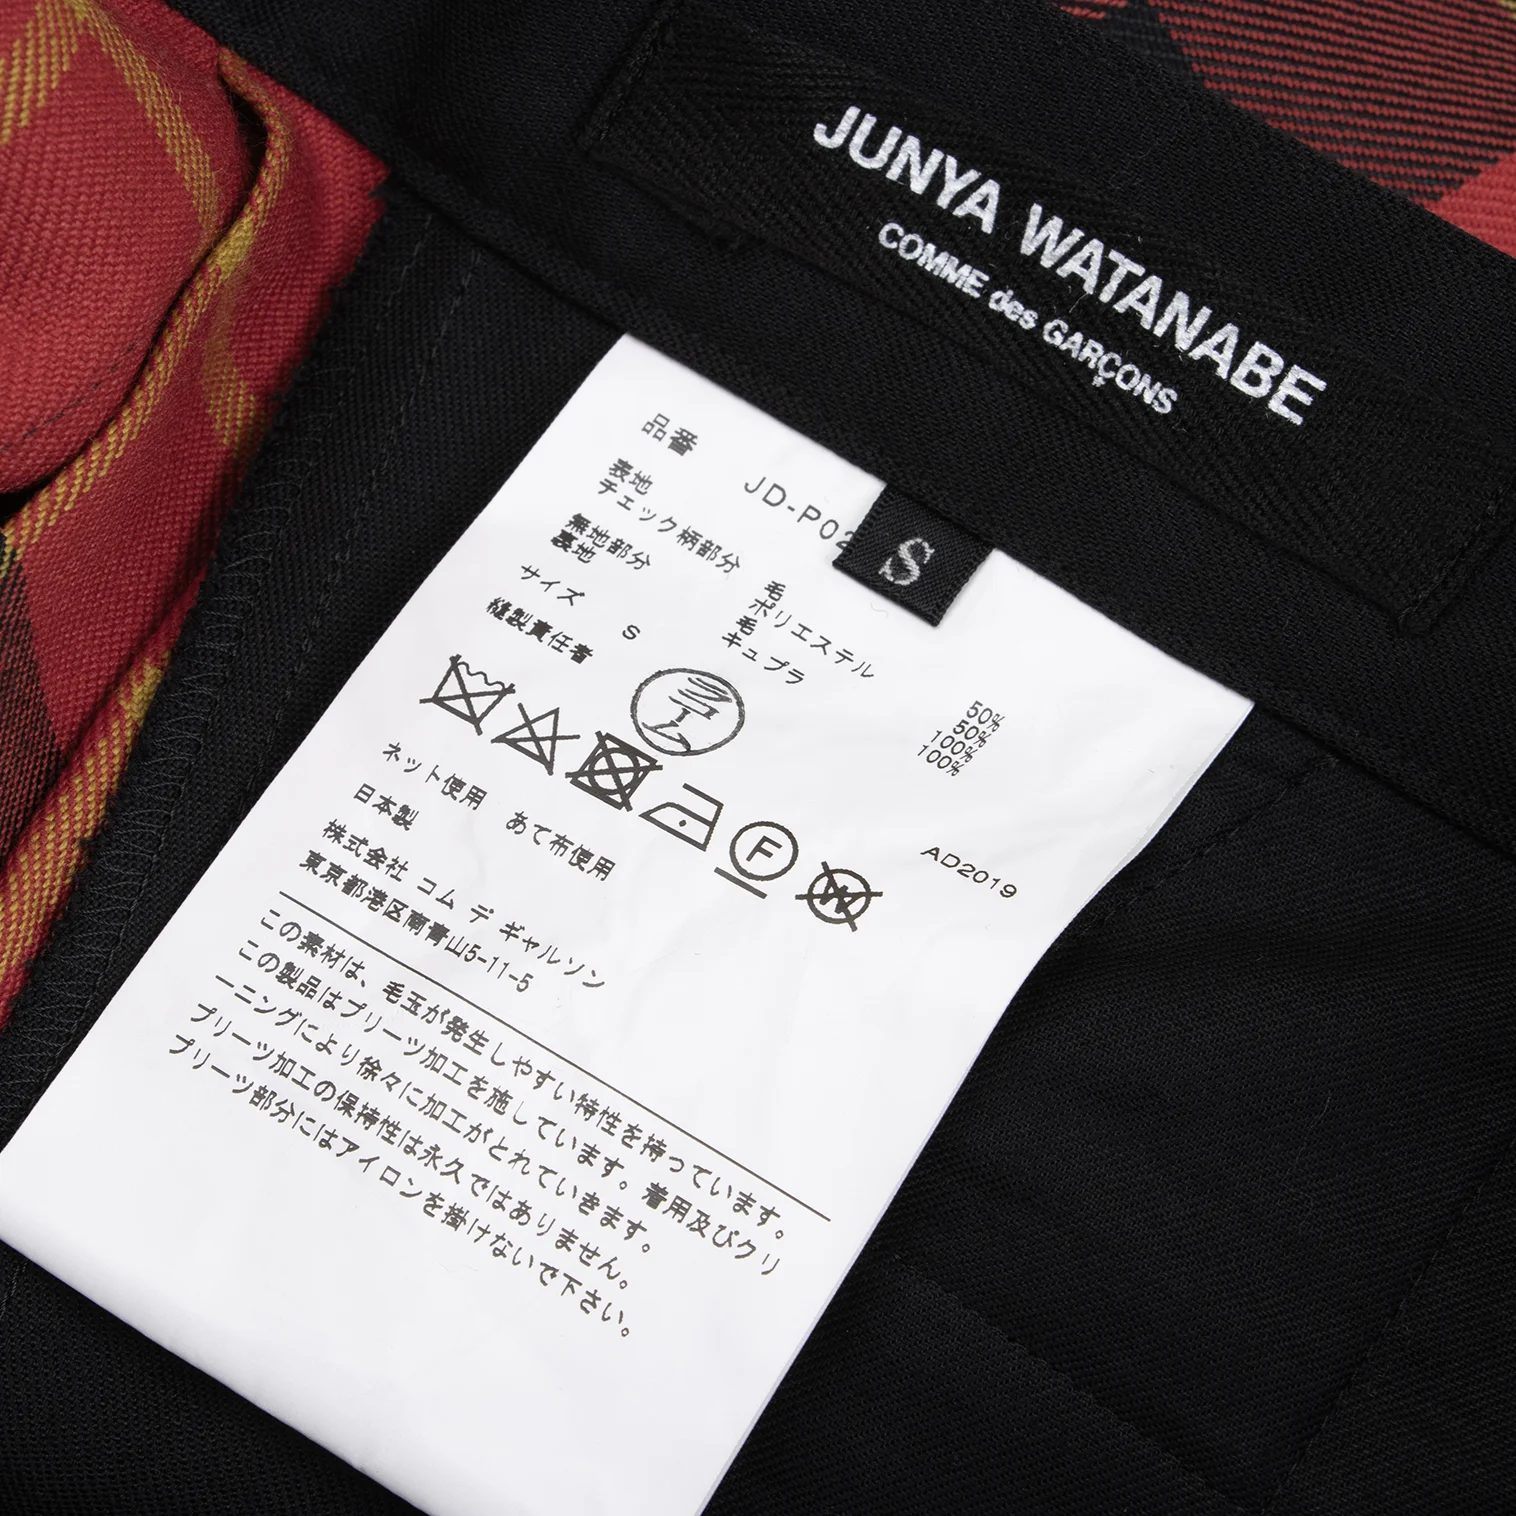 JUNYA WATANABE
COMME des GARÇONS
S
品番 JD-P02
表地
チェック柄部分 毛 50%
ポリエステル 50%
無地部分 毛 100%
裏地 キュプラ 100%
サイズ S
縫製責任者
F
W
AD2019
ネット使用 あて布使用
日本製
株式会社 コム デ ギャルソン
東京都港区南青山5-11-5
この素材は、毛玉が発生しやすい特性を持っています。
この製品はプリーツ加工を施しています。着用及びクリ
ーニングにより徐々に加工がとれていきます。
プリーツ加工の保持性は永久ではありません。
プリーツ部分にはアイロンを掛けないで下さい。